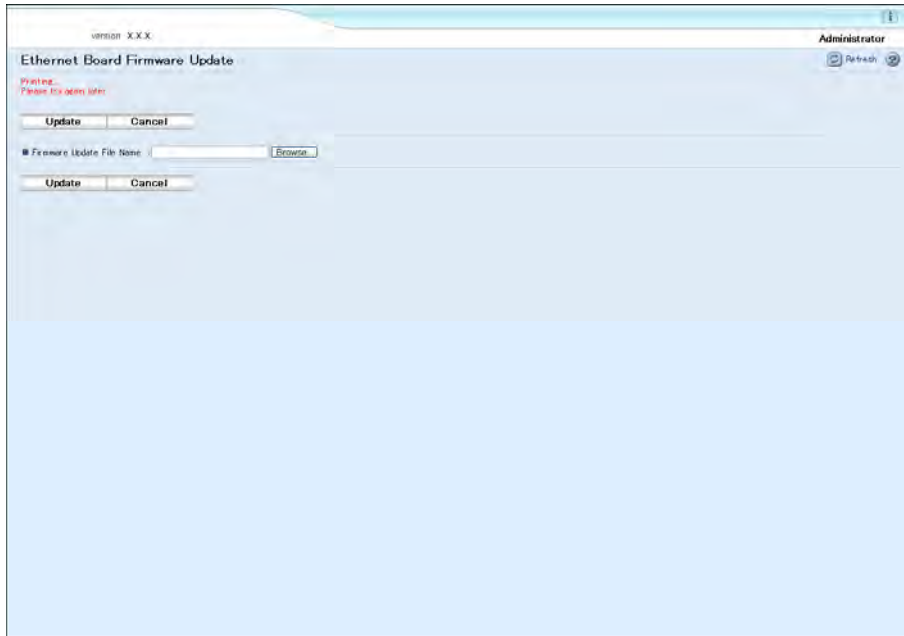 version X.X.X
Administrator
Ethernet Board Firmware Update
Refresh
Printing...
Please try again later.
Update Cancel
Firmware Update File Name : Browse...
Update Cancel